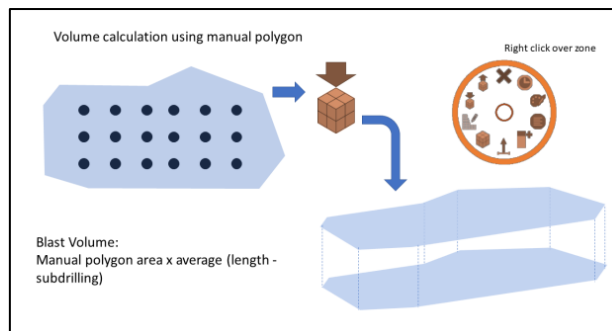 Volume calculation using manual polygon
Right click over zone
Blast Volume:
Manual polygon area x average (length -
subdrilling)